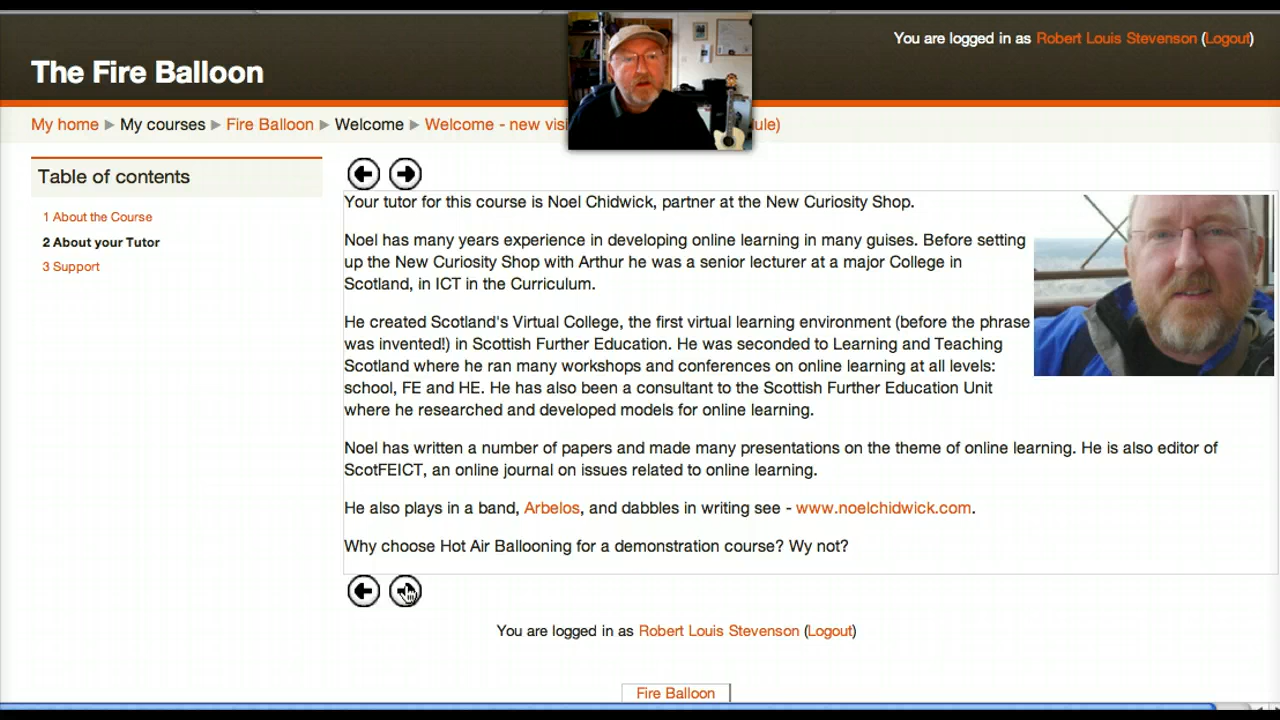 You are logged in as Robert Louis Stevenson (Logout)
The Fire Balloon
My home ► My courses ► Fire Balloon ► Welcome ► Welcome - new ule)
Table of contents
1 About the Course
2 About your Tutor
3 Support
Your tutor for this course is Noel Chidwick, partner at the New Curiosity Shop.
Noel has many years experience in developing online learning in many guises. Before setting
up the New Curiosity Shop with Arthur he was a senior lecturer at a major College in
Scotland, in ICT in the Curriculum.
He created Scotland's Virtual College, the first virtual learning environment (before the phrase
was invented!) in Scottish Further Education. He was seconded to Learning and Teaching
Scotland where he ran many workshops and conferences on online learning at all levels:
school, FE and HE. He has also been a consultant to the Scottish Further Education Unit
where he researched and developed models for online learning.
Noel has written a number of papers and made many presentations on the theme of online learning. He is also editor of
ScotFEICT, an online journal on issues related to online learning.
He also plays in a band, Arbelos, and dabbles in writing see - www.noelchidwick.com.
Why choose Hot Air Ballooning for a demonstration course? Wy not?
You are logged in as Robert Louis Stevenson (Logout)
Fire Balloon